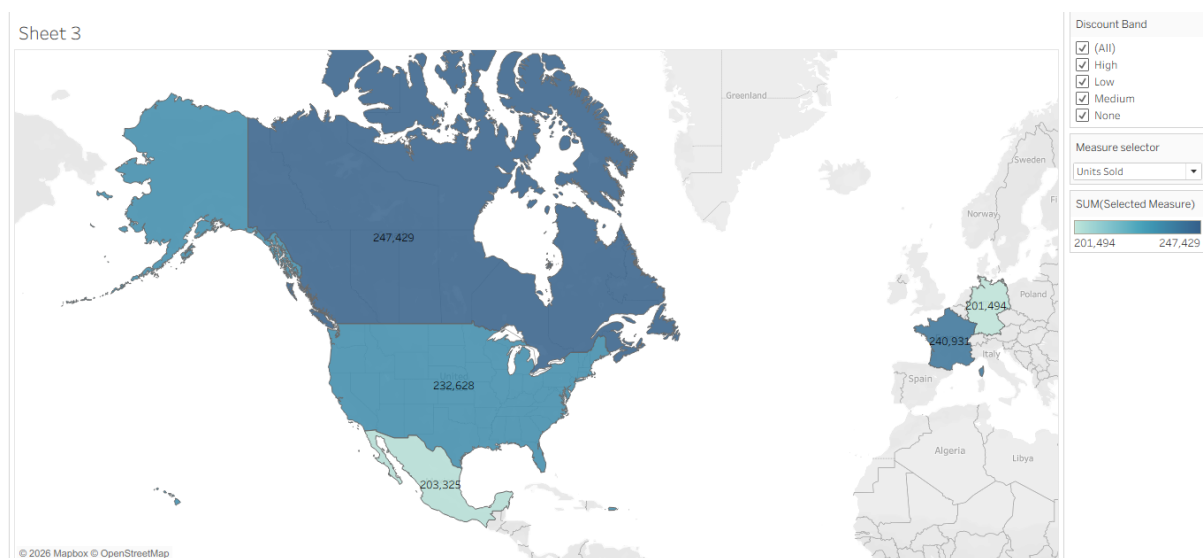 Sheet 3
Discount Band
(All)
High
Low
Medium
None
Measure selector
Units Sold
SUM(Selected Measure)
201,494 247,429
Greenland
Sweden
Norway
247,429
Poland
201,494
240,931
Italy
United
Spain
232,628
Algeria
Libya
203,325
© 2026 Mapbox © OpenStreetMap